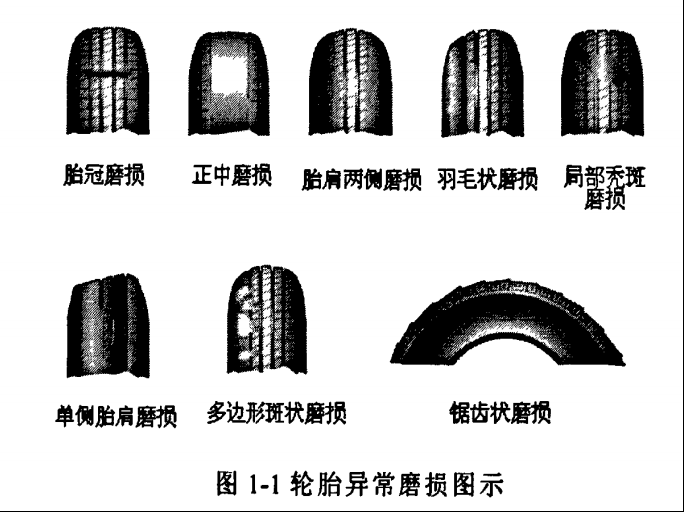 胎冠磨损
正中磨损
胎肩两侧磨损
羽毛状磨损
局部秃斑
磨损
单侧胎肩磨损
多边形斑状磨损
锯齿状磨损
图 1-1 轮胎异常磨损图示